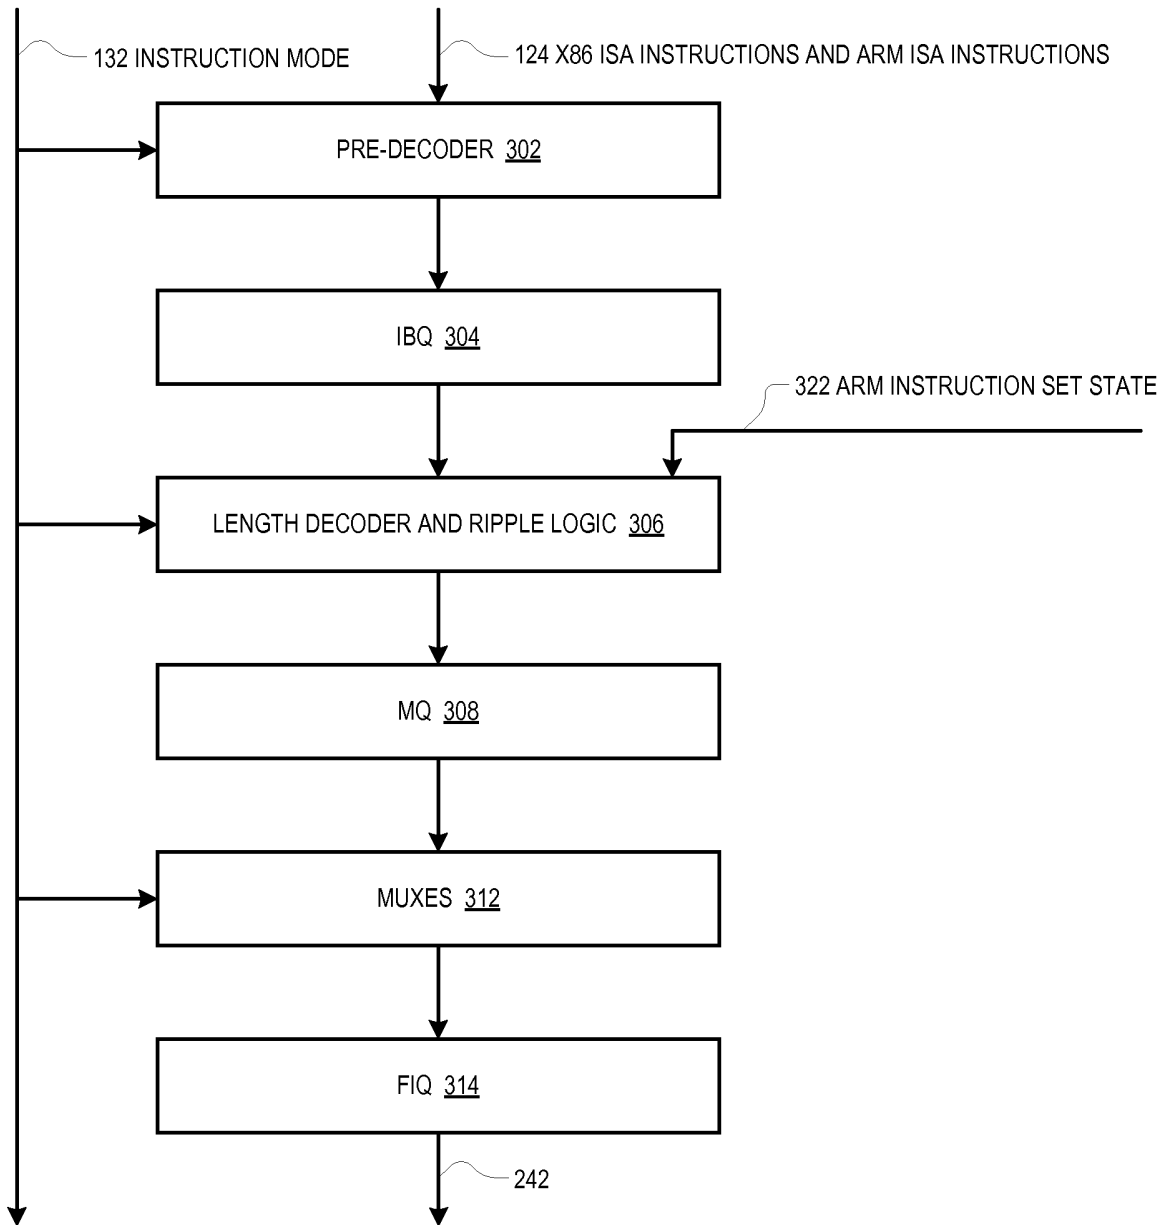 132 INSTRUCTION MODE
124 X86 ISA INSTRUCTIONS AND ARM ISA INSTRUCTIONS
PRE-DECODER 302
IBQ 304
322 ARM INSTRUCTION SET STATE
LENGTH DECODER AND RIPPLE LOGIC 306
MQ 308
MUXES 312
FIQ 314
242